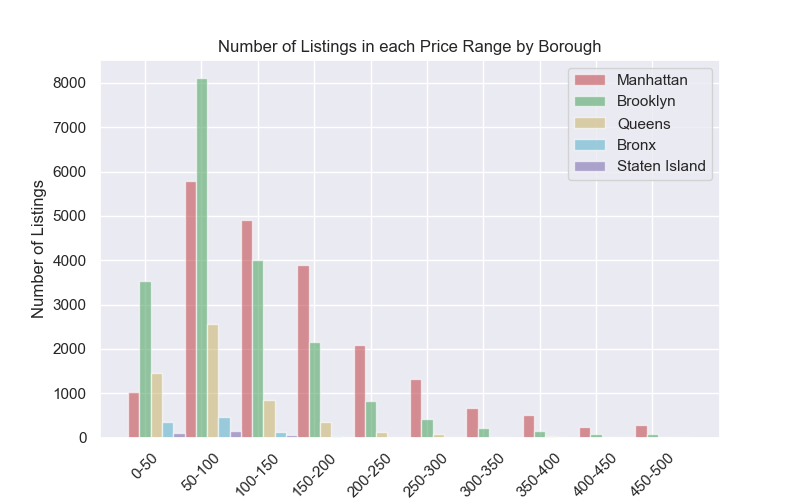 Number of Listings in each Price Range by Borough
Manhattan
Brooklyn
Queens
Bronx
Staten Island
Number of Listings
8000
7000
6000
5000
4000
3000
2000
1000
0
0-50
50-100
100-150
150-200
200-250
250-300
300-350
350-400
400-450
450-500